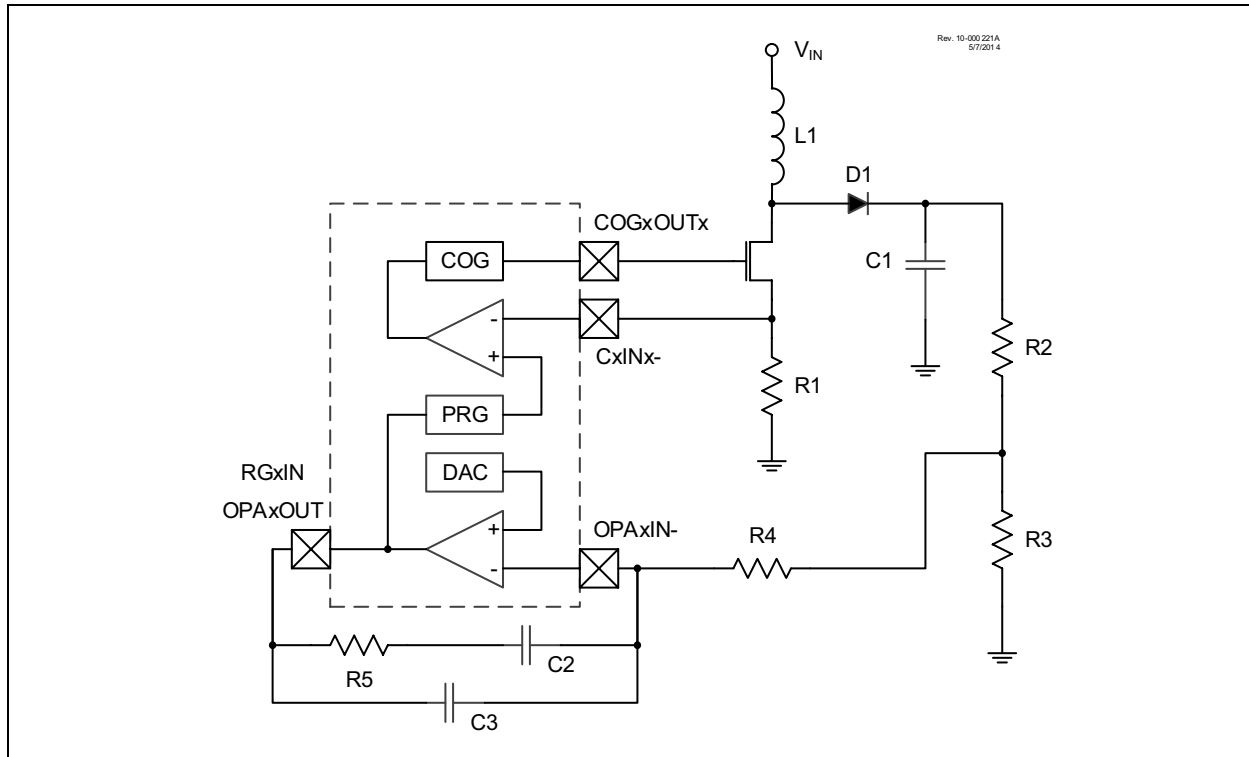 Rev. 10-000 221A
5/7/2014
VIN
L1
D1
COGxOUTx
COG
C1
-
+
CxINx-
R2
R1
PRG
DAC
RGxIN
OPAxOUT
+
-
OPAxIN-
R4
R3
R5
C2
C3